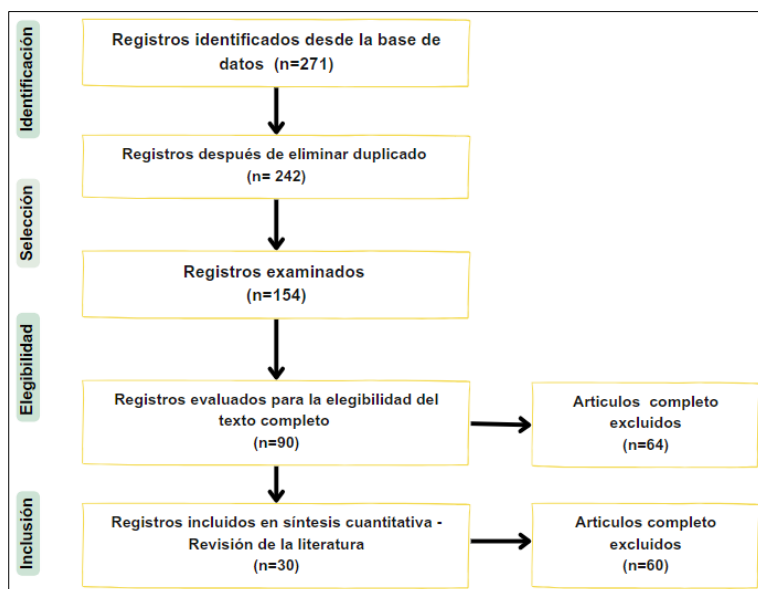 Identificación
Registros identificados desde la base de
datos (n=271)
Registros después de eliminar duplicado
(n= 242)
Selección
Registros examinados
(n=154)
Elegibilidad
Registros evaluados para la elegibilidad del
texto completo
(n=90)
Articulos completo
excluidos
(n=64)
Inclusión
Registros incluidos en síntesis cuantitativa -
Revisión de la literatura
(n=30)
Articulos completo
excluidos
(n=60)